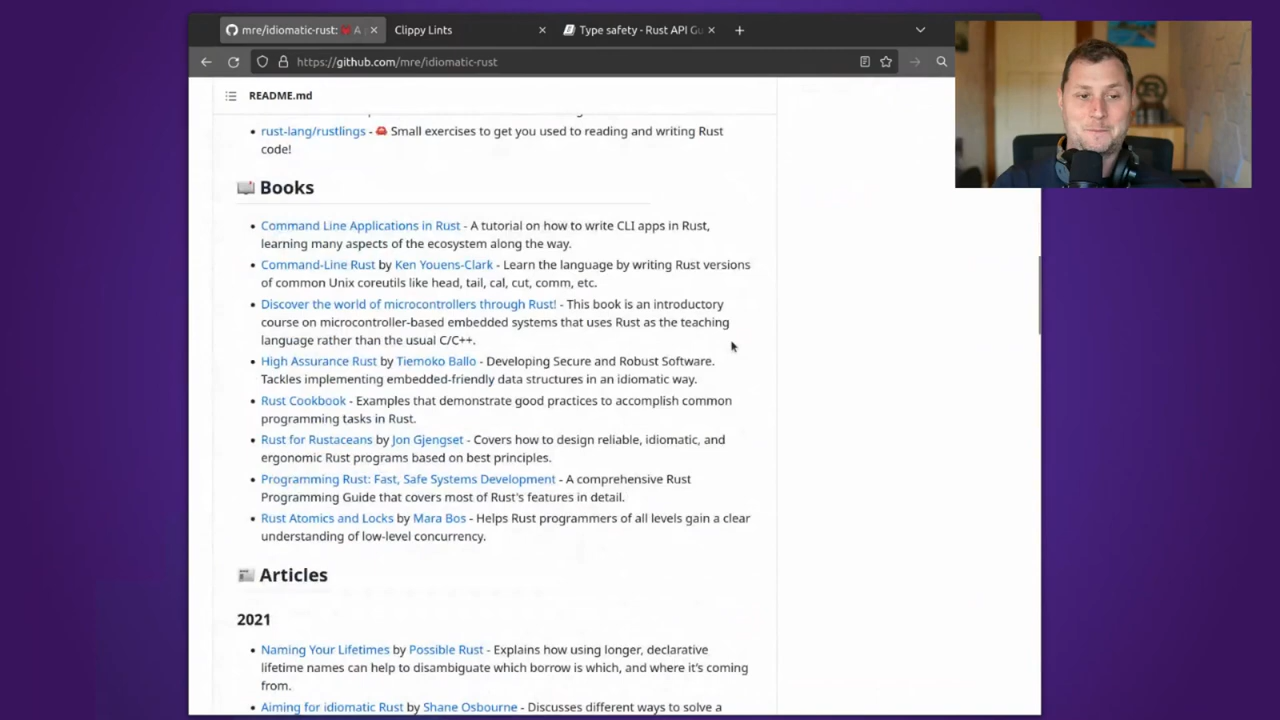 mre/idiomatic-rust: A
Clippy Lints
Type safety - Rust API Gu
https://github.com/mre/idiomatic-rust
README.md
rust-lang/rustlings - 🦀 Small exercises to get you used to reading and writing Rust
code!
Books
Command Line Applications in Rust - A tutorial on how to write CLI apps in Rust,
learning many aspects of the ecosystem along the way.
Command-Line Rust by Ken Youens-Clark - Learn the language by writing Rust versions
of common Unix coreutils like head, tail, cal, cut, comm, etc.
Discover the world of microcontrollers through Rust! - This book is an introductory
course on microcontroller-based embedded systems that uses Rust as the teaching
language rather than the usual C/C++.
High Assurance Rust by Tiemoko Ballo - Developing Secure and Robust Software.
Tackles implementing embedded-friendly data structures in an idiomatic way.
Rust Cookbook - Examples that demonstrate good practices to accomplish common
programming tasks in Rust.
Rust for Rustaceans by Jon Gjengset - Covers how to design reliable, idiomatic, and
ergonomic Rust programs based on best principles.
Programming Rust: Fast, Safe Systems Development - A comprehensive Rust
Programming Guide that covers most of Rust's features in detail.
Rust Atomics and Locks by Mara Bos - Helps Rust programmers of all levels gain a clear
understanding of low-level concurrency.
Articles
2021
Naming Your Lifetimes by Possible Rust - Explains how using longer, declarative
lifetime names can help to disambiguate which borrow is which, and where it's coming
from.
Aiming for idiomatic Rust by Shane Osbourne - Discusses different ways to solve a